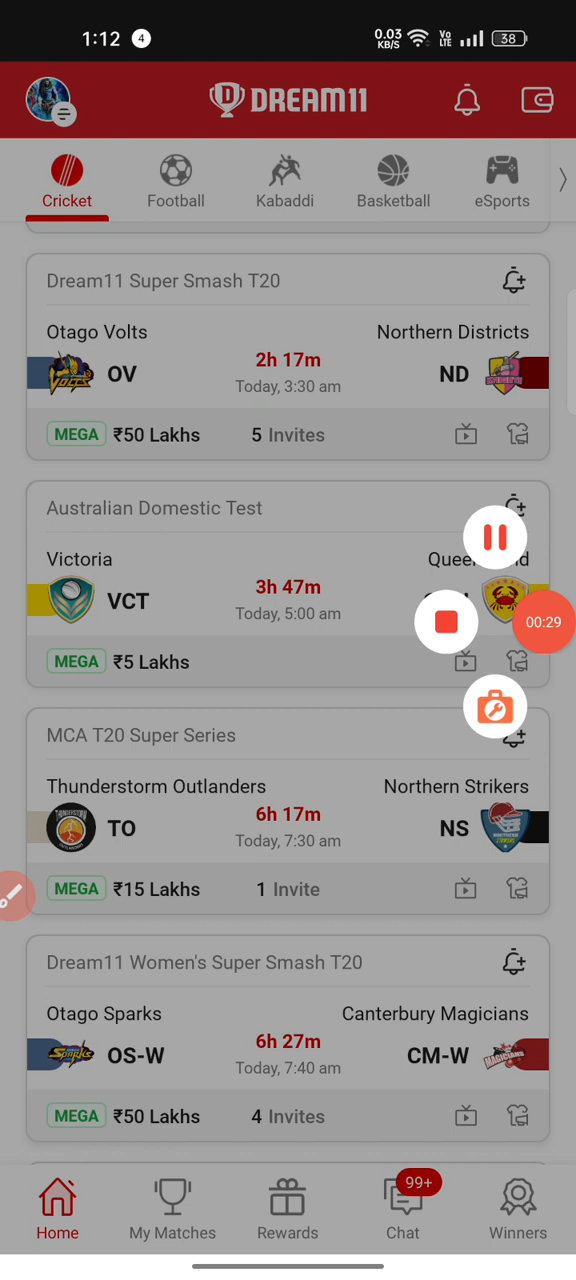 1:12 4 0.03 KB/S Vo LTE 38
DREAM11
Cricket Football Kabaddi Basketball eSports
Dream11 Super Smash T20
Otago Volts Northern Districts
VOLTS OV 2h 17m ND
Today, 3:30 am
MEGA ₹50 Lakhs 5 Invites
Australian Domestic Test
Victoria
VCT 3h 47m
Today, 5:00 am
00:29
MEGA ₹5 Lakhs
MCA T20 Super Series
Thunderstorm Outlanders Northern Strikers
TO 6h 17m NS
Today, 7:30 am
MEGA ₹15 Lakhs 1 Invite
Dream11 Women's Super Smash T20
Otago Sparks Canterbury Magicians
Sparks OS-W 6h 27m CM-W MAGICIANS
Today, 7:40 am
MEGA ₹50 Lakhs 4 Invites
99+
Home My Matches Rewards Chat Winners